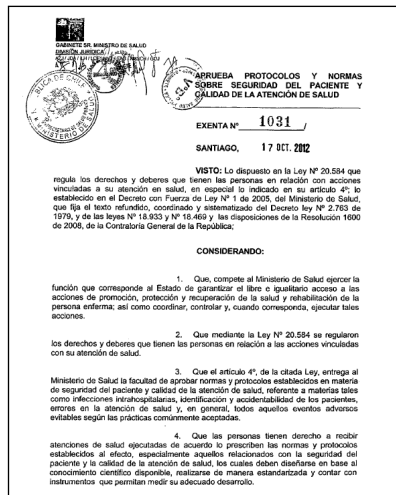 GABINETE SR. MINISTRO DE SALUD
DIVISIÓN JURIDICA
APRUEBA PROTOCOLOS Y NORMAS
SOBRE SEGURIDAD DEL PACIENTE Y
CALIDAD DE LA ATENCIÓN DE SALUD
EXENTA Nº 1031 /
SANTIAGO, 17 OCT. 2012
VISTO: Lo dispuesto en la Ley Nº 20.584 que
regula los derechos y deberes que tienen las personas en relación con acciones
vinculadas a su atención en salud, en especial lo indicado en su artículo 4º; lo
establecido en el Decreto con Fuerza de Ley Nº 1 de 2005, del Ministerio de Salud,
que fija el texto refundido, coordinado y sistematizado del Decreto ley Nº 2.763 de
1979, y de las leyes Nº 18.933 y Nº 18.469 y las disposiciones de la Resolución 1600
de 2008, de la Contraloría General de la República;
CONSIDERANDO:
1. Que, compete al Ministerio de Salud ejercer la
función que corresponde al Estado de garantizar el libre e igualitario acceso a las
acciones de promoción, protección y recuperación de la salud y rehabilitación de la
persona enferma; así como coordinar, controlar y, cuando corresponda, ejecutar tales
acciones.
2. Que mediante la Ley Nº 20.584 se regularon
los derechos y deberes que tienen las personas en relación a las acciones vinculadas
con su atención de salud.
3. Que el artículo 4º, de la citada Ley, entrega al
Ministerio de Salud la facultad de aprobar normas y protocolos establecidos en materia
de seguridad del paciente y calidad de la atención de salud, referente a materias tales
como infecciones intrahospitalarias, identificación y accidentabilidad de los pacientes,
errores en la atención de salud y, en general, todos aquellos eventos adversos
evitables según las prácticas comúnmente aceptadas.
4. Que las personas tienen derecho a recibir
atenciones de salud ejecutadas de acuerdo lo prescriben las normas y protocolos
establecidos al efecto, especialmente aquellos relacionados con la seguridad del
paciente y la calidad de la atención de salud, los cuales deben diseñarse en base al
conocimiento científico disponible, realizarse de manera estandarizada y contar con
instrumentos que permitan medir su adecuado desarrollo.